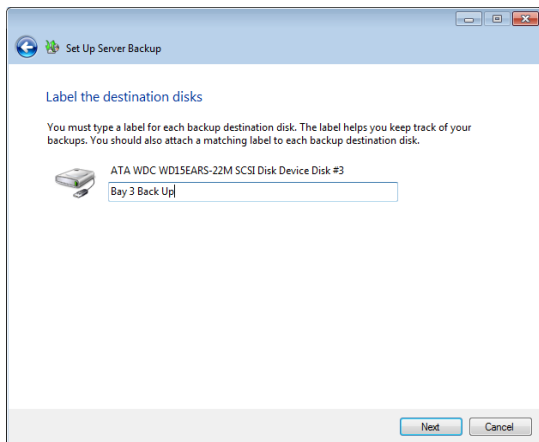 Set Up Server Backup
Label the destination disks
You must type a label for each backup destination disk. The label helps you keep track of your
backups. You should also attach a matching label to each backup destination disk.
ATA WDC WD15EARS-22M SCSI Disk Device Disk #3
Bay 3 Back Up
Next Cancel